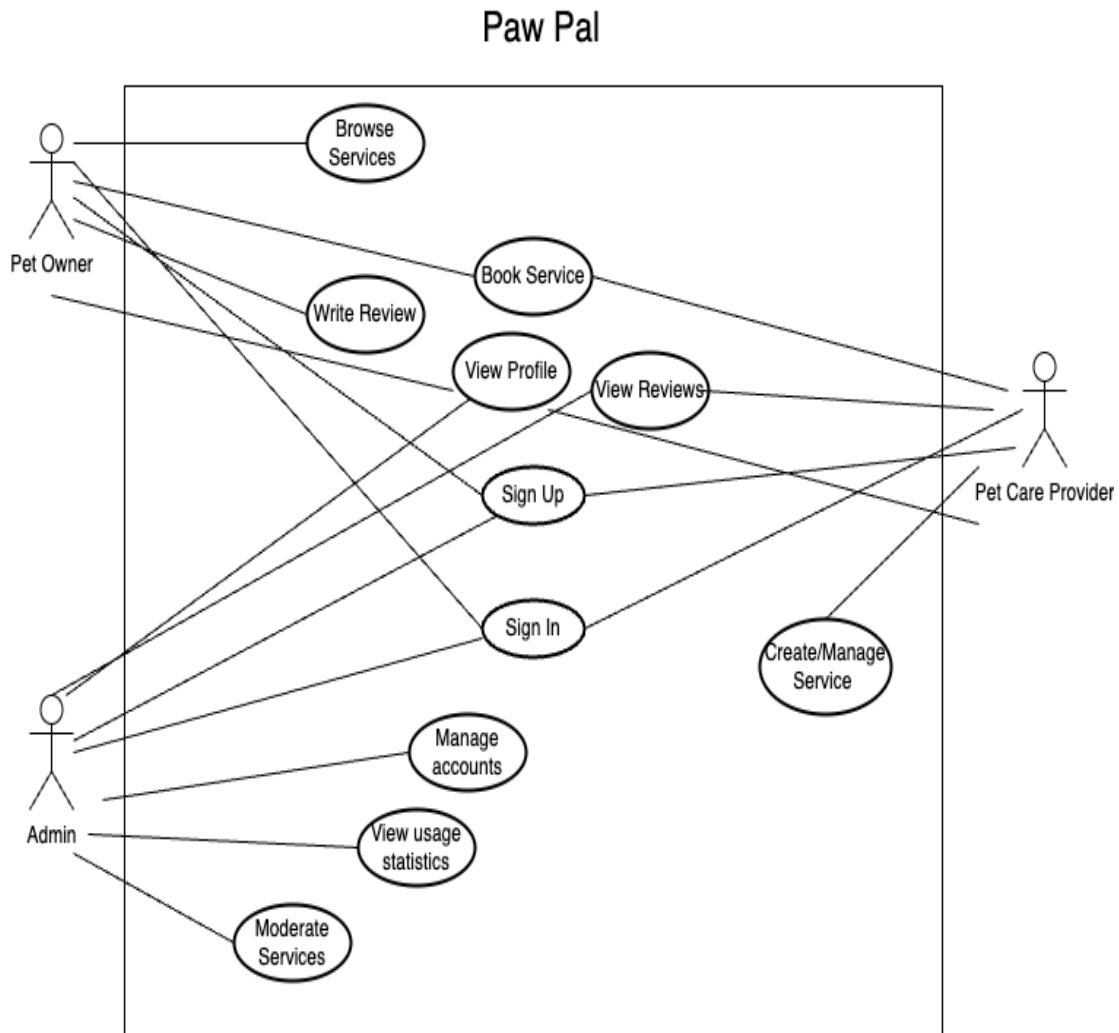 Paw Pal
Browse
Services
Pet Owner
Book Service
Write Review
View Profile
View Reviews
Sign Up
Pet Care Provider
Sign In
Create/Manage
Service
Manage
accounts
Admin
View usage
statistics
Moderate
Services